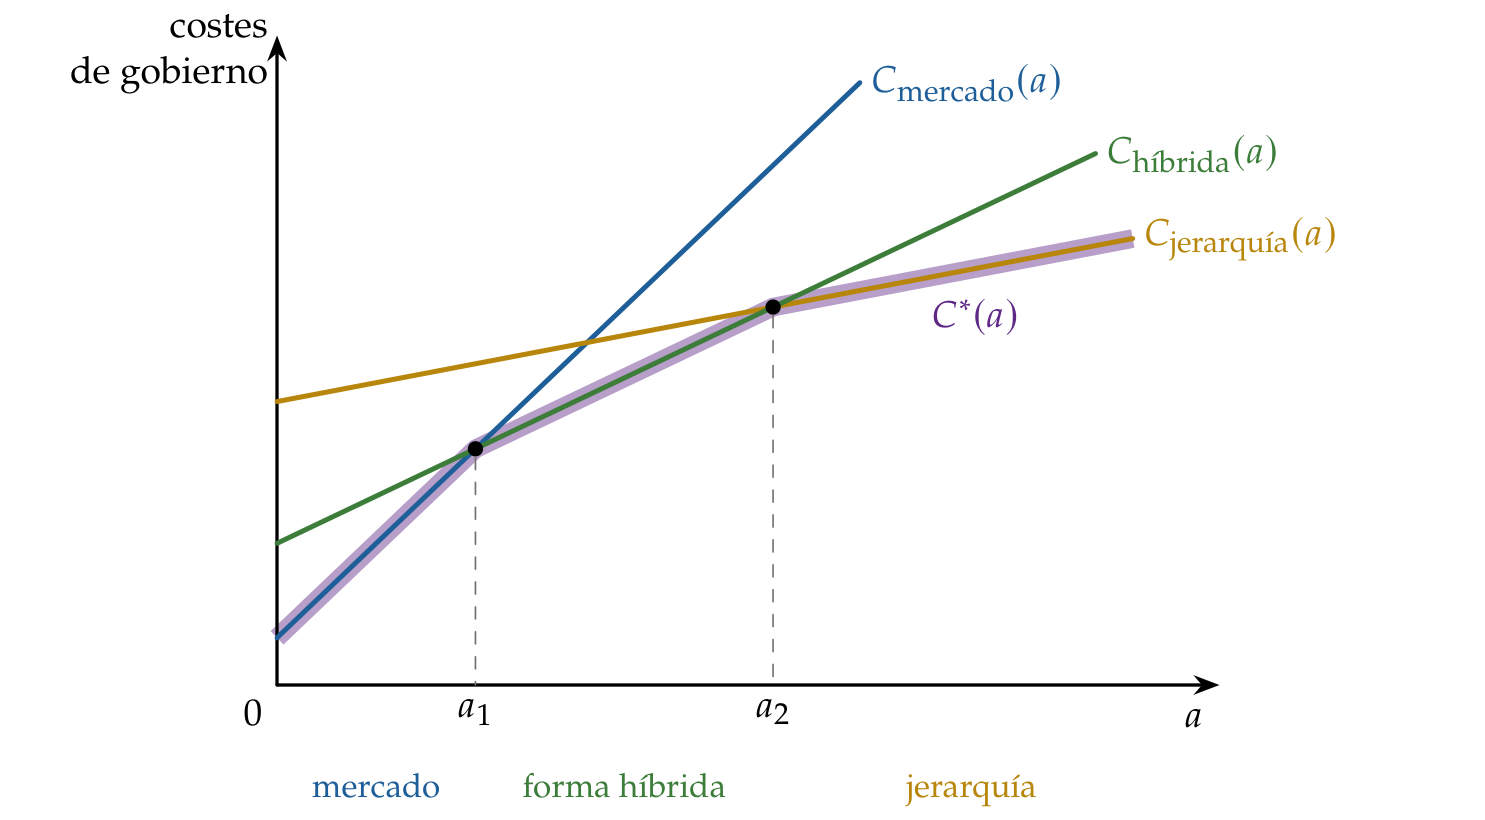 costes
de gobierno
C_mercado(a)
C_híbrida(a)
C_jerarquía(a)
C*(a)
0
a_1
a_2
a
mercado
forma híbrida
jerarquía